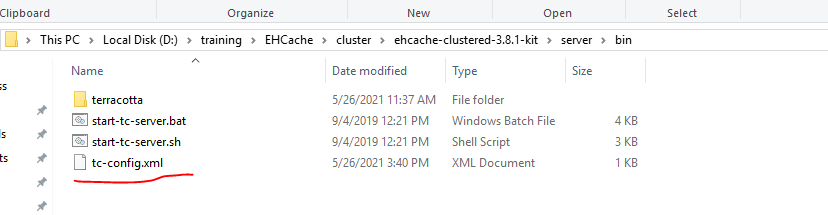 Clipboard Organize New Open Select
This PC > Local Disk (D:) > training > EHCache > cluster > ehcache-clustered-3.8.1-kit > server > bin
Name Date modified Type Size
ss
terracotta 5/26/2021 11:37 AM File folder
start-tc-server.bat 9/4/2019 12:21 PM Windows Batch File 4 KB
ds
start-tc-server.sh 9/4/2019 12:21 PM Shell Script 3 KB
ts
tc-config.xml 5/26/2021 3:40 PM XML Document 1 KB